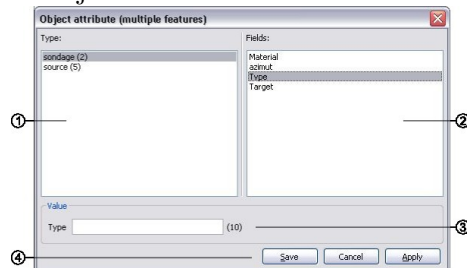 Object attribute (multiple features)
Type:
Fields:
sondage (2)
source (5)
Material
azimut
Type
Target
①
②
Value
Type
(10)
③
④
Save
Cancel
Apply